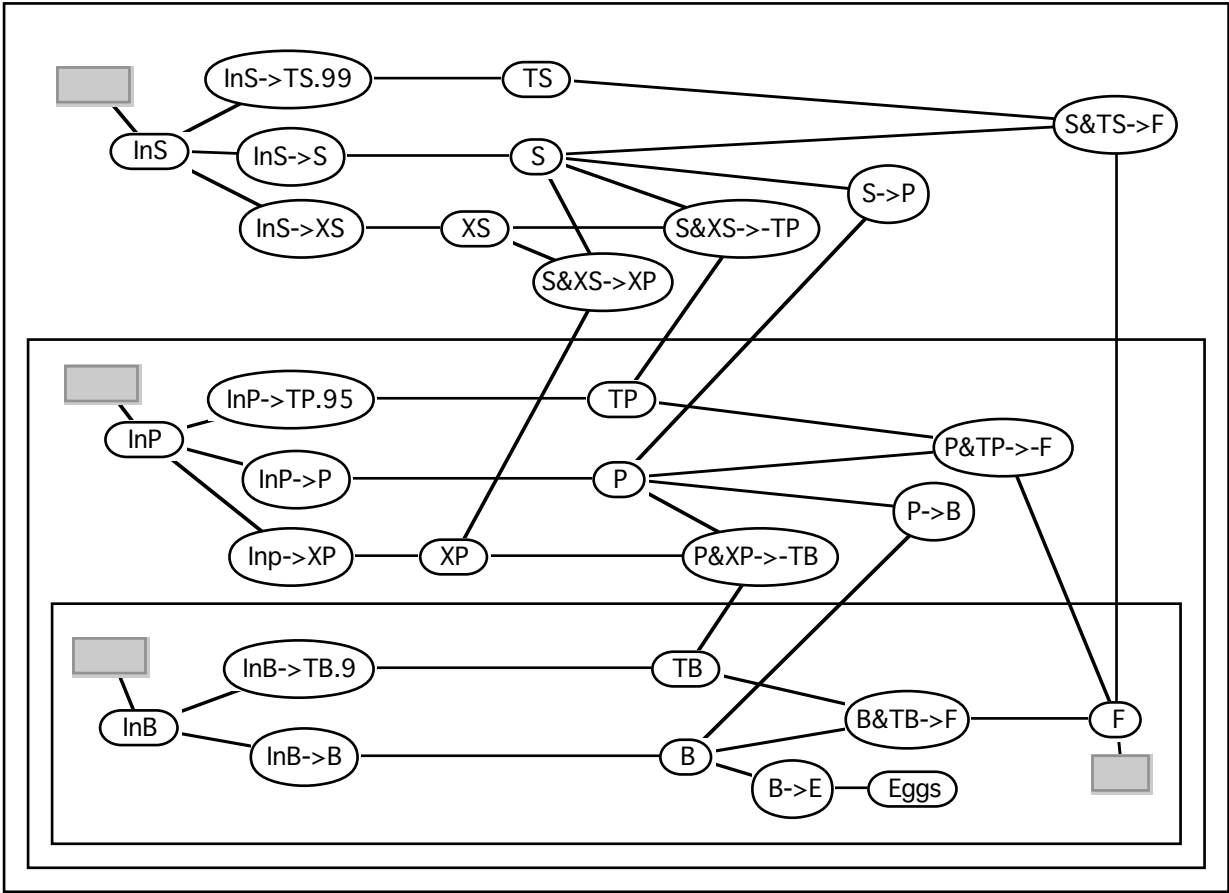 InS->TS.99
TS
S&TS->F
InS
InS->S
S
S->P
InS->XS
XS
S&XS->-TP
S&XS->XP
InP->TP.95
TP
InP
P&TP->-F
InP->P
P
P->B
Inp->XP
XP
P&XP->-TB
InB->TB.9
TB
InB
B&TB->F
F
InB->B
B
B->E
Eggs